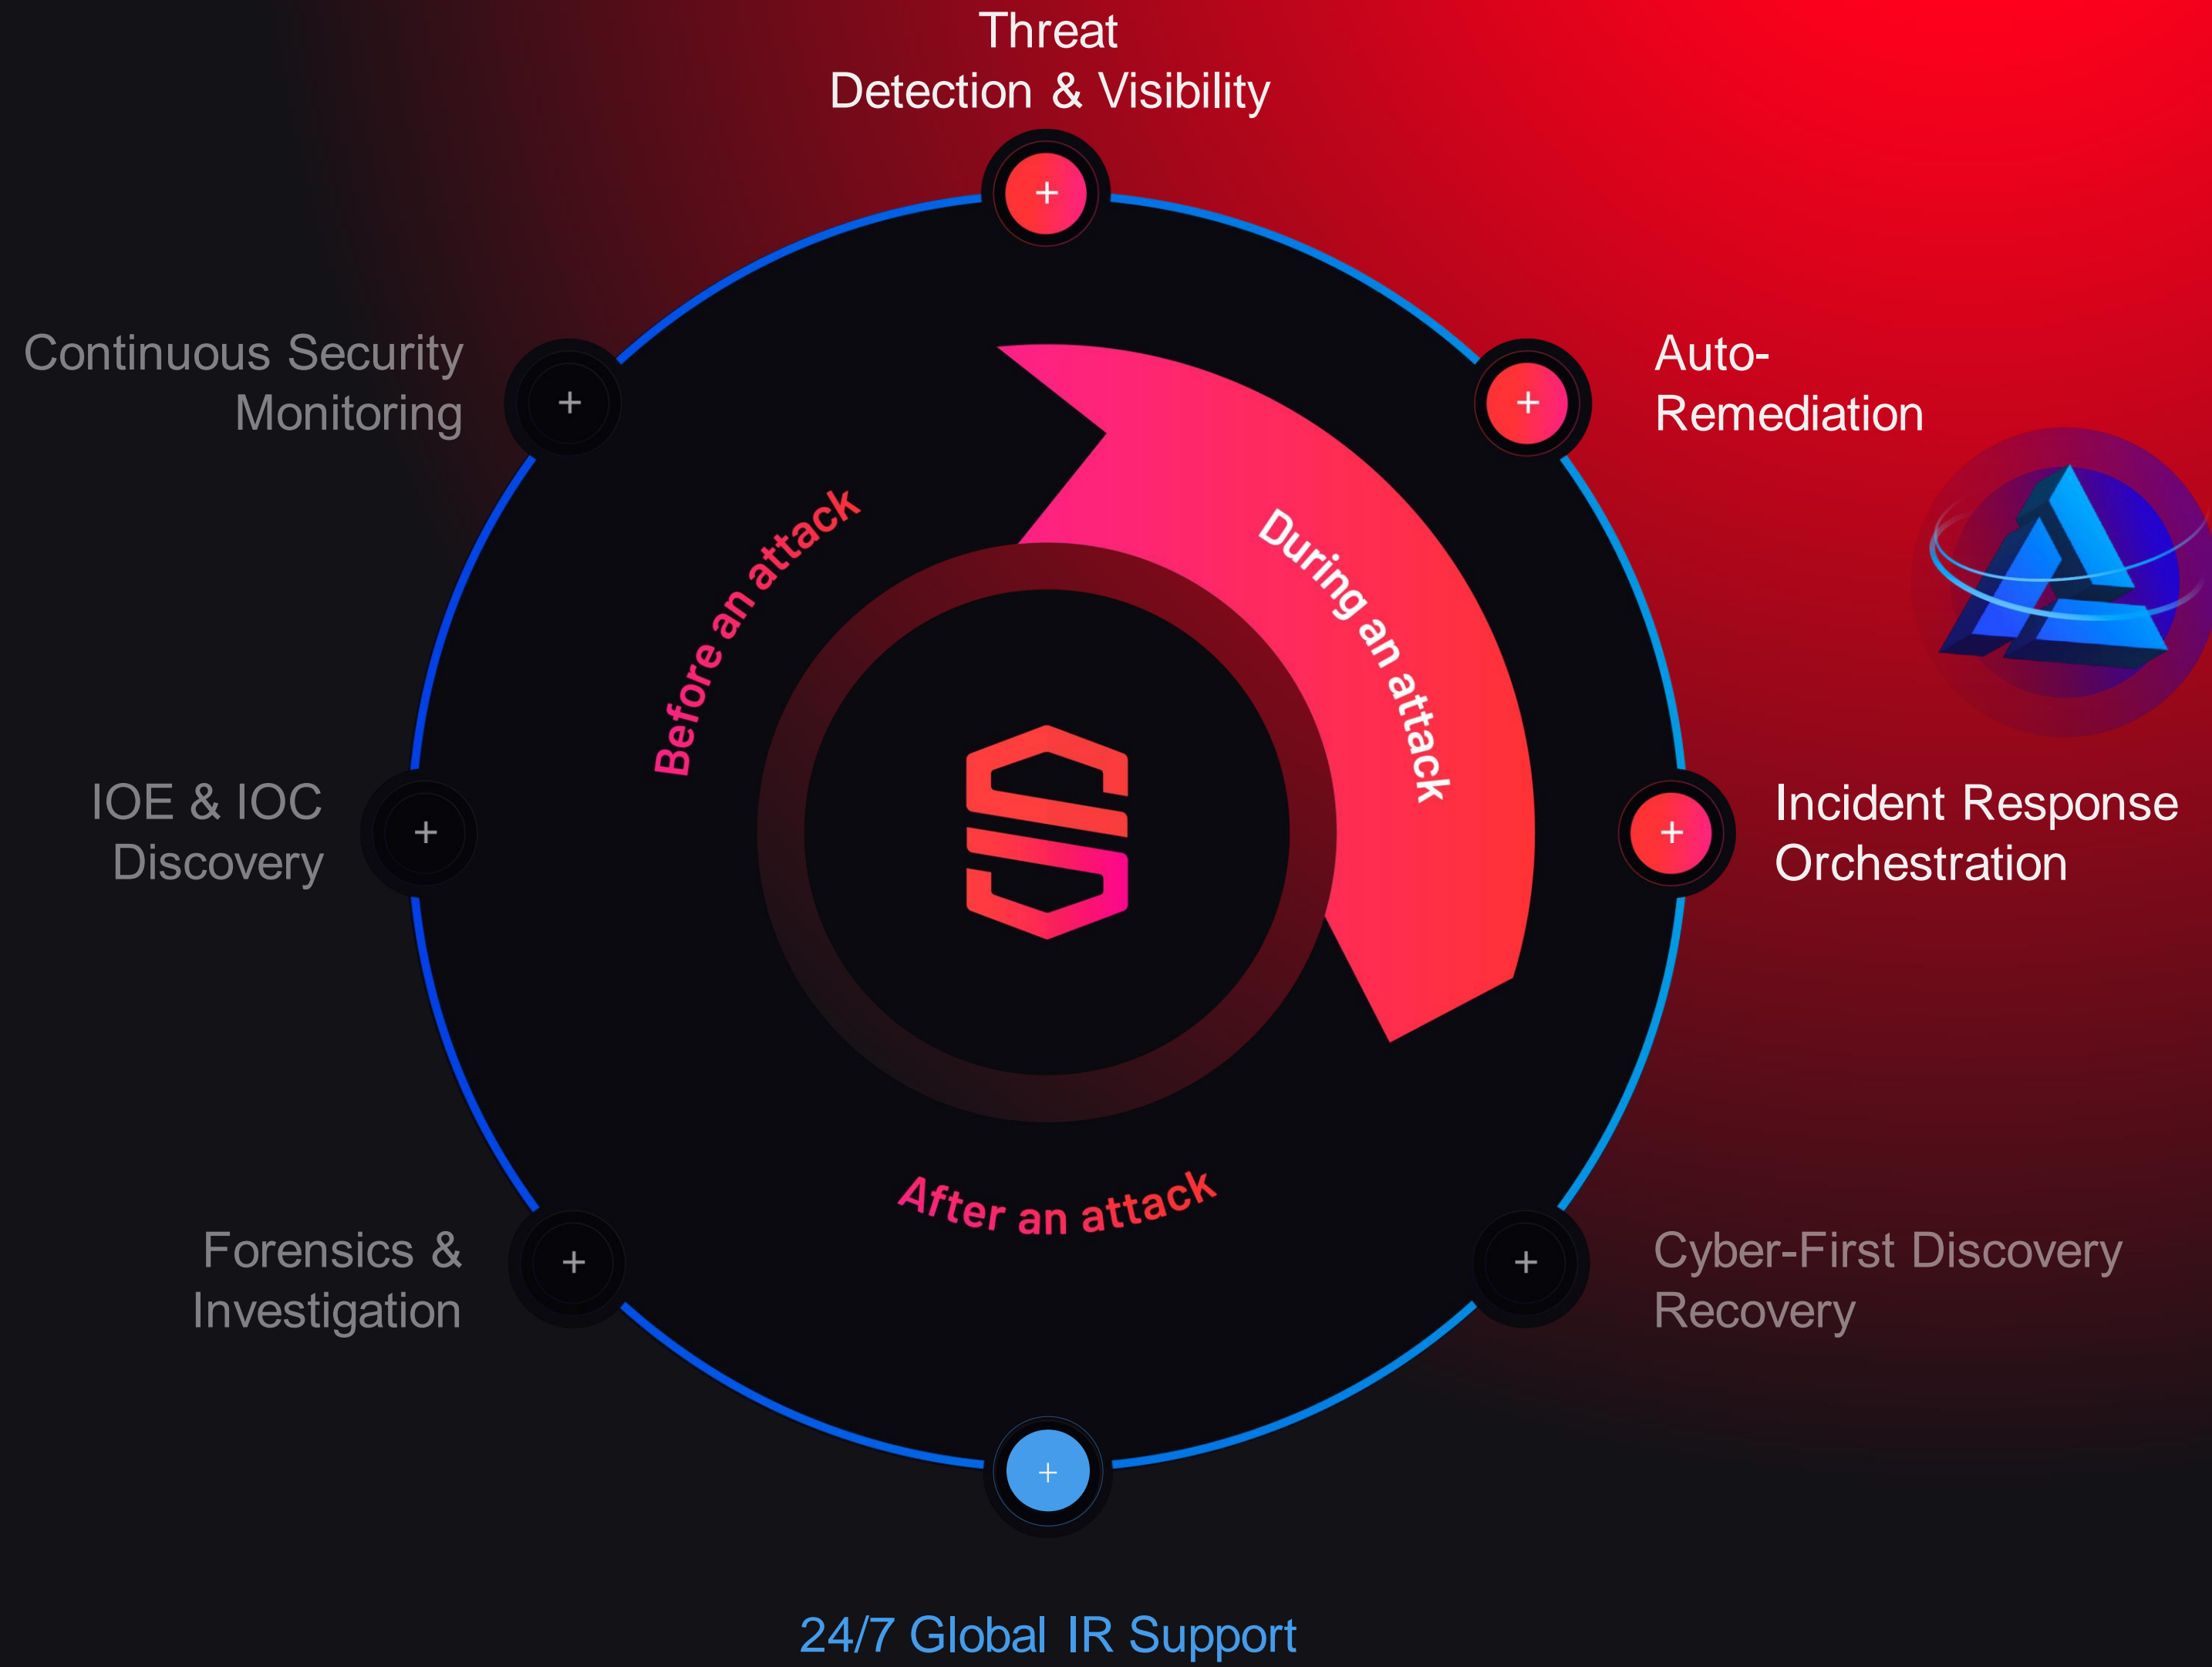 Threat
Detection & Visibility
Continuous Security
Monitoring
Auto-
Remediation
Before an attack
During an attack
IOE & IOC
Discovery
Incident Response
Orchestration
After an attack
Forensics &
Investigation
Cyber-First Discovery
Recovery
24/7 Global IR Support